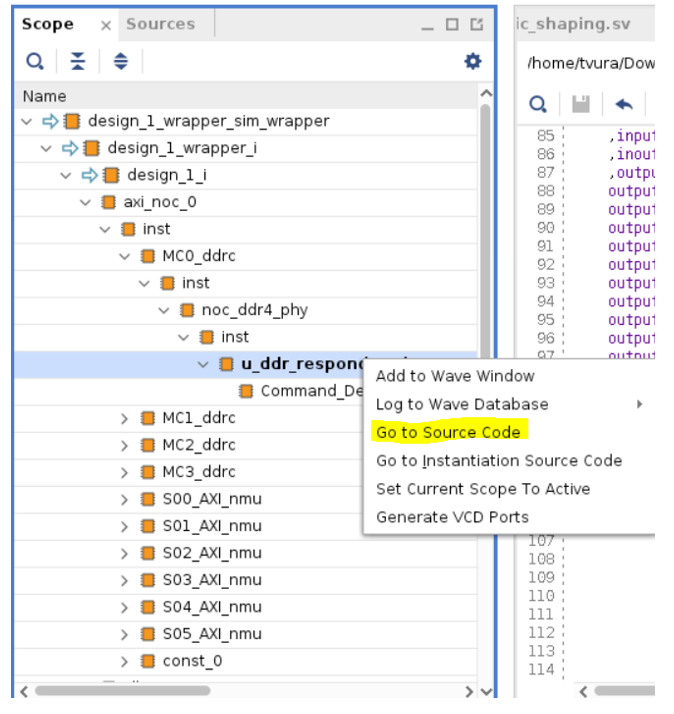 Scope × Sources
Name
design_1_wrapper_sim_wrapper
design_1_wrapper_i
design_1_i
axi_noc_0
inst
MC0_ddrc
inst
noc_ddr4_phy
inst
u_ddr_respond
Command_De
MC1_ddrc
MC2_ddrc
MC3_ddrc
S00_AXI_nmu
S01_AXI_nmu
S02_AXI_nmu
S03_AXI_nmu
S04_AXI_nmu
S05_AXI_nmu
const_0
Add to Wave Window
Log to Wave Database
Go to Source Code
Go to Instantiation Source Code
Set Current Scope To Active
Generate VCD Ports
ic_shaping.sv
/home/tvura/Dow
85 ,input
86 ,inout
87 ,outpu
88 output
89 output
90 output
91 output
92 output
93 output
94 output
95 output
96 output
97 output
107
108
109
110
111
112
113
114